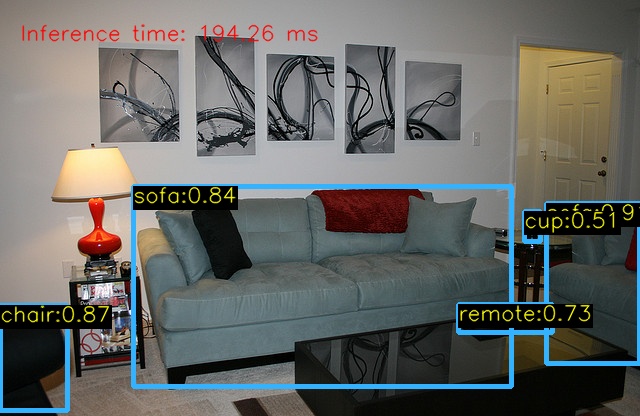 Inference time: 194.26 ms
sofa:0.84
cup:0.51
remote:0.73
chair:0.87